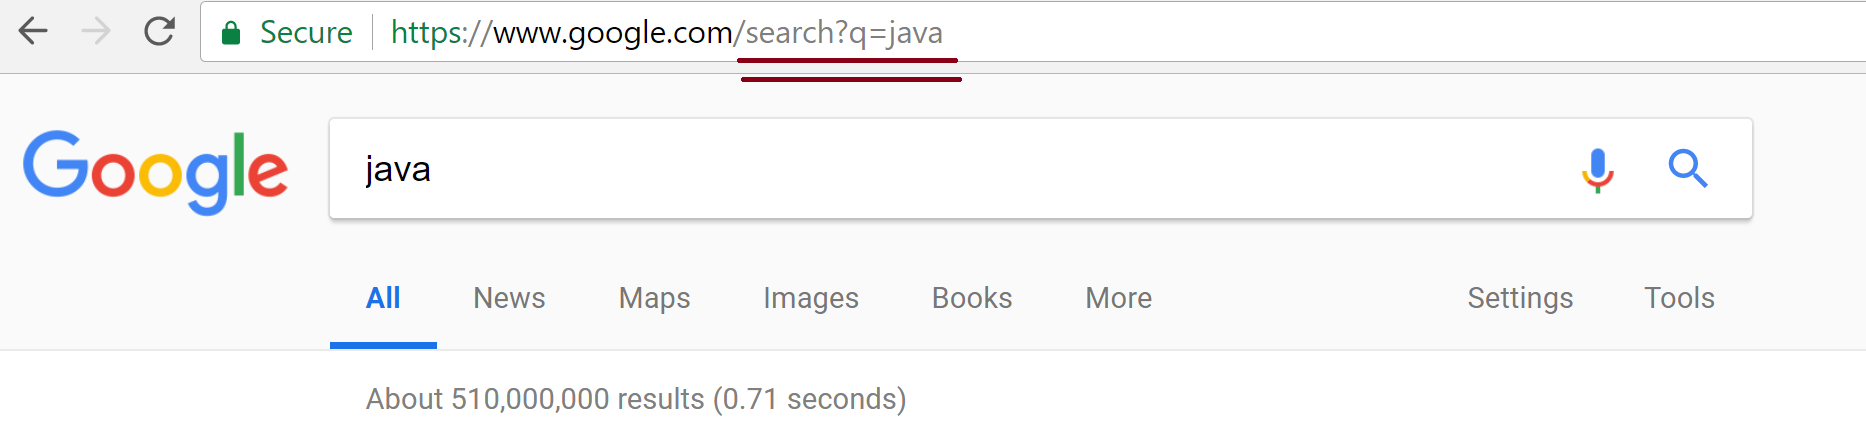 Secure https://www.google.com/search?q=java
Google java
All News Maps Images Books More Settings Tools
About 510,000,000 results (0.71 seconds)